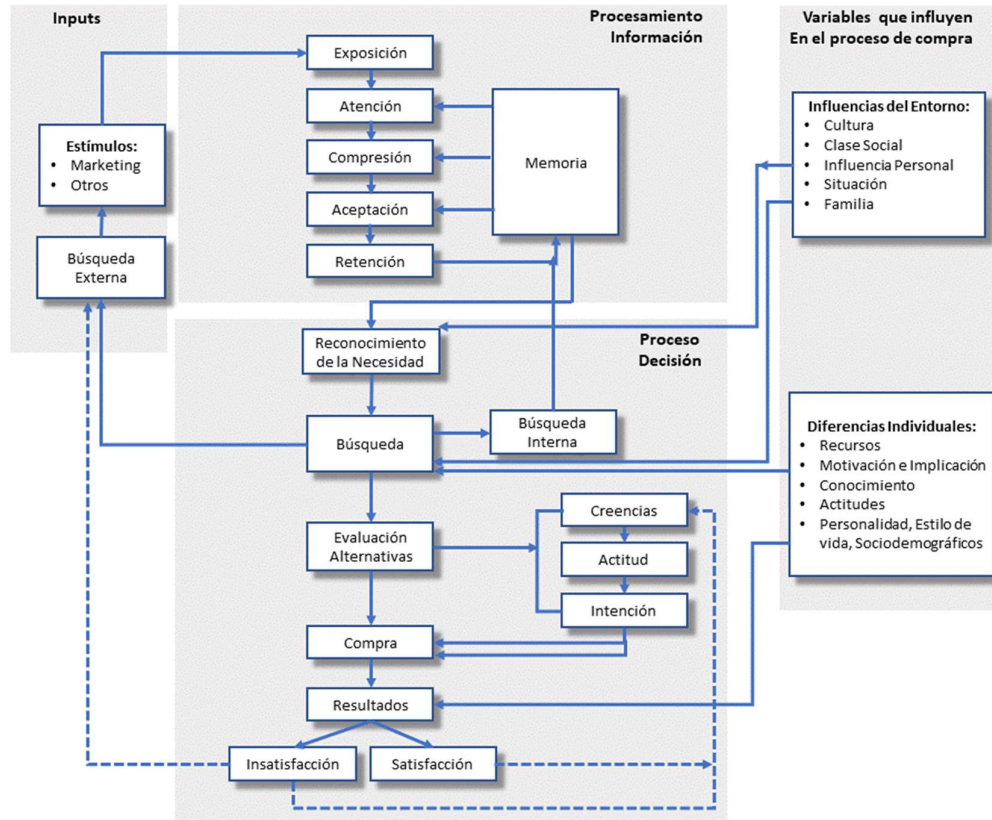 Inputs
Estímulos:
• Marketing
• Otros
Búsqueda
Externa
Procesamiento
Información
Exposición
Atención
Compresión
Aceptación
Retención
Memoria
Variables que influyen
En el proceso de compra
Influencias del Entorno:
• Cultura
• Clase Social
• Influencia Personal
• Situación
• Familia
Proceso
Decisión
Reconocimiento
de la Necesidad
Búsqueda
Búsqueda
Interna
Evaluación
Alternativas
Creencias
Actitud
Intención
Compra
Resultados
Insatisfacción
Satisfacción
Diferencias Individuales:
• Recursos
• Motivación e Implicación
• Conocimiento
• Actitudes
• Personalidad, Estilo de
vida, Sociodemográficos